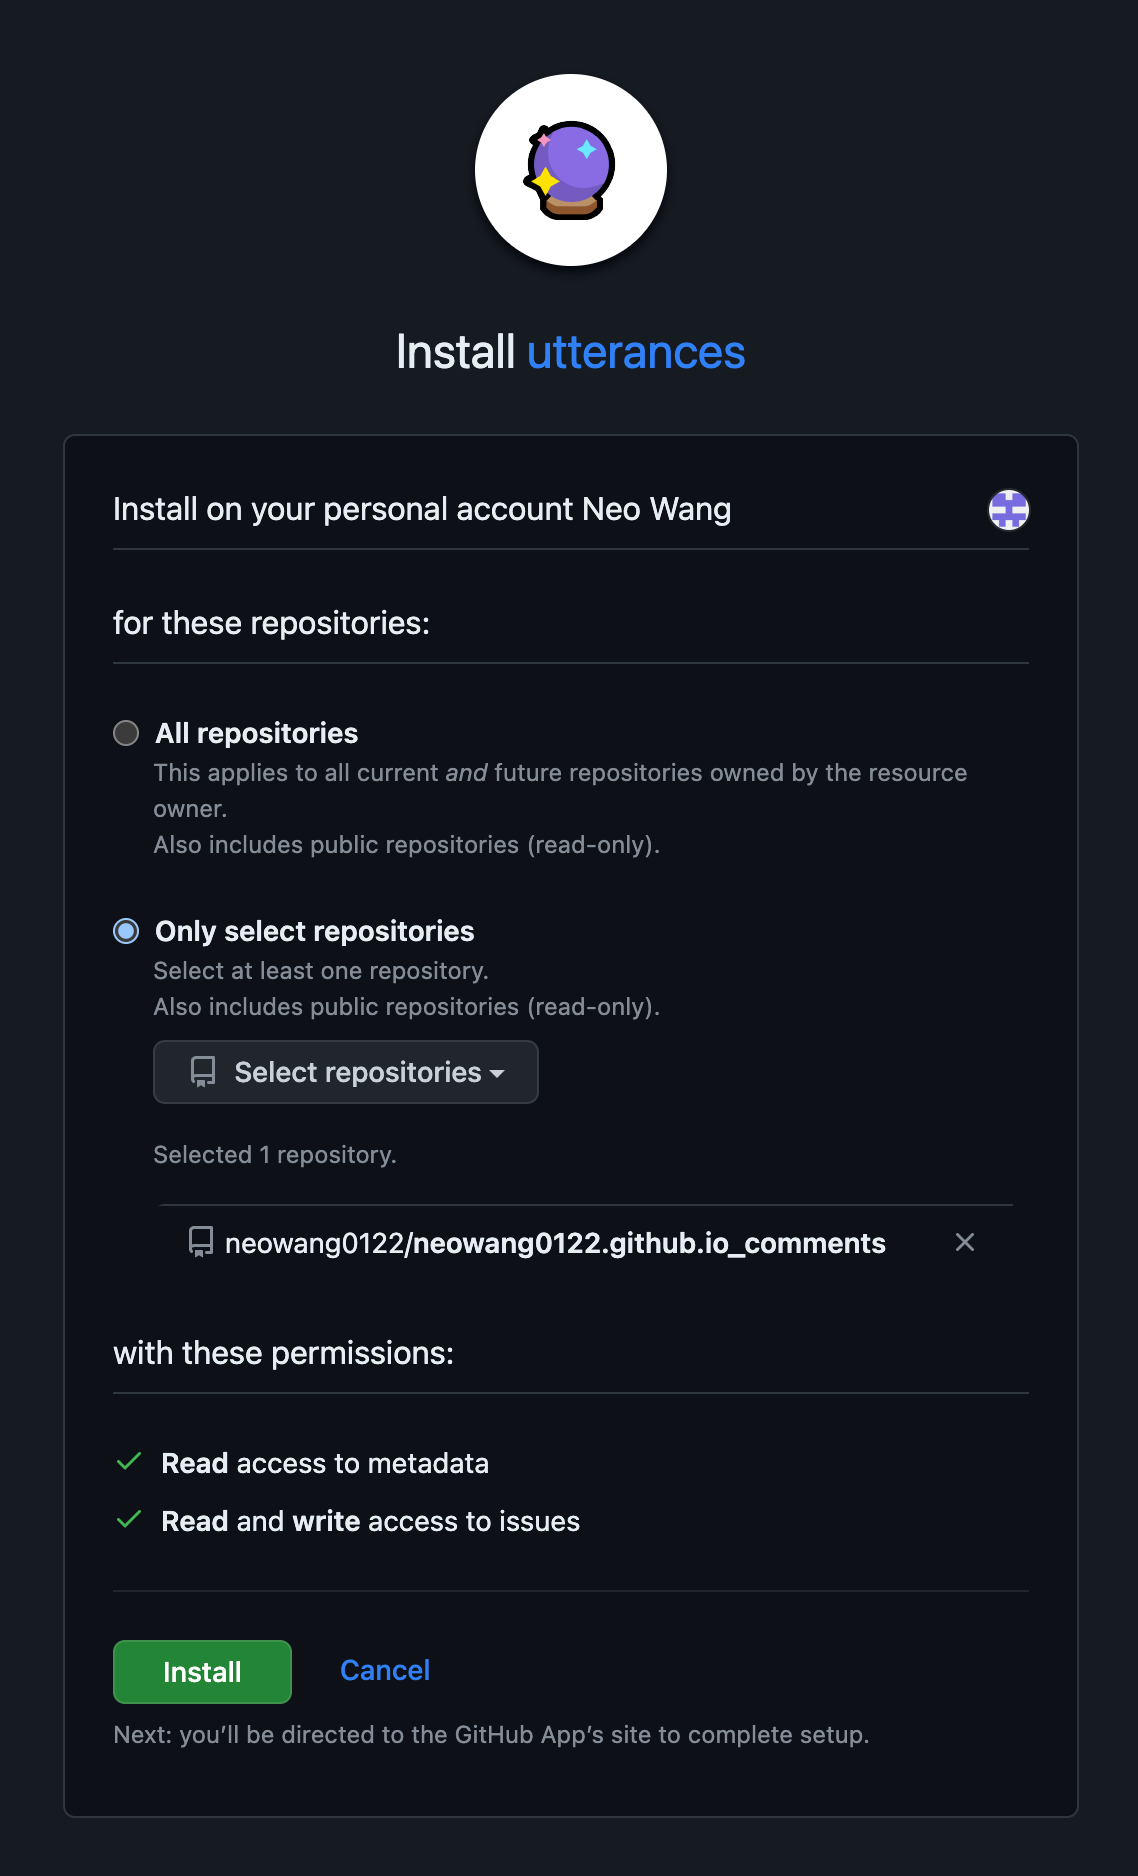 Install utterances
Install on your personal account Neo Wang
for these repositories:
All repositories
This applies to all current and future repositories owned by the resource
owner.
Also includes public repositories (read-only).
Only select repositories
Select at least one repository.
Also includes public repositories (read-only).
Select repositories
Selected 1 repository.
neowang0122/neowang0122.github.io_comments
with these permissions:
Read access to metadata
Read and write access to issues
Install Cancel
Next: you’ll be directed to the GitHub App’s site to complete setup.